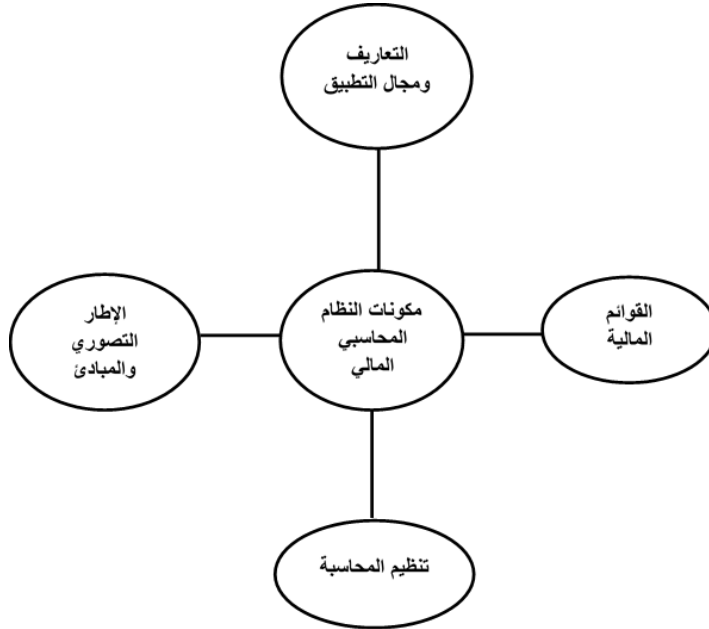 التعاريف
ومجال التطبيق
مكونات النظام
المحاسبي
المالي
القوائم
المالية
الإطار
التصوري
والمبادئ
تنظيم المحاسبة